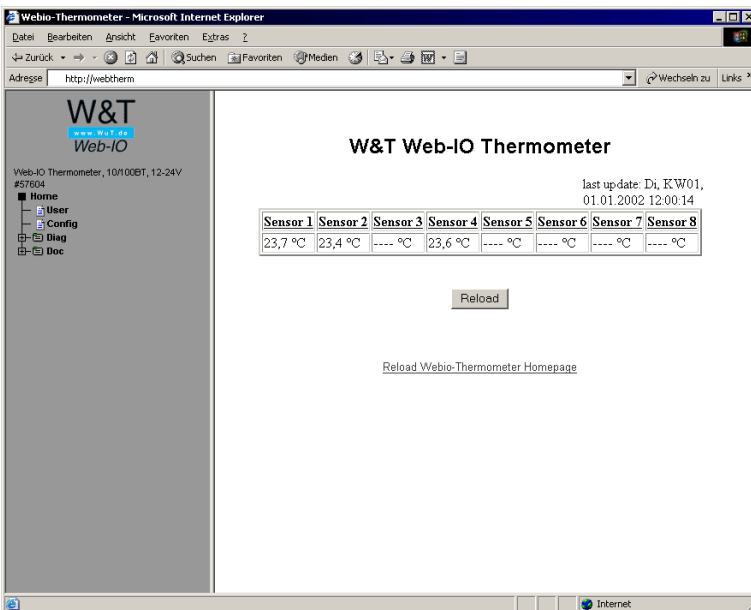 Webio-Thermometer - Microsoft Internet Explorer
Datei Bearbeiten Ansicht Favoriten Extras ?
Zurück Suchen Favoriten Medien
Adresse http://webtherm Wechseln zu Links »
W&T
www.WuT.de
Web-IO
Web-IO Thermometer, 10/100BT, 12-24V
#57604
Home
User
Config
Diag
Doc
W&T Web-IO Thermometer
last update: Di, KW01,
01.01.2002 12:00:14
Sensor 1 Sensor 2 Sensor 3 Sensor 4 Sensor 5 Sensor 6 Sensor 7 Sensor 8
23,7 °C 23,4 °C ---- °C 23,6 °C ---- °C ---- °C ---- °C ---- °C
Reload
Reload Webio-Thermometer Homepage
Internet